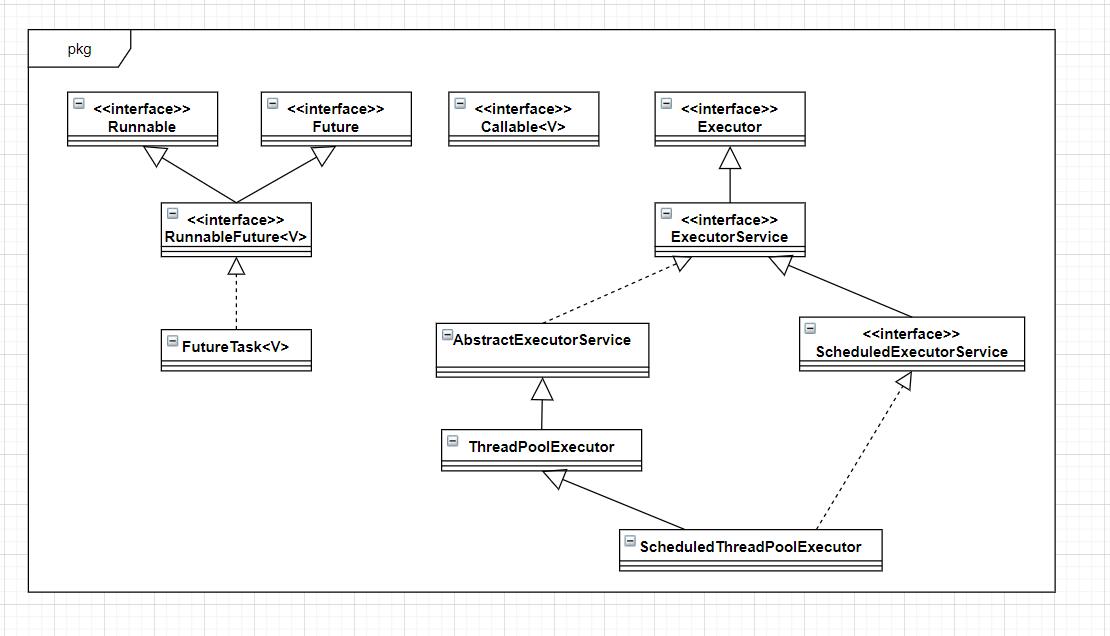 pkg
<<interface>>
Runnable
<<interface>>
Future
<<interface>>
Callable<V>
<<interface>>
Executor
<<interface>>
RunnableFuture<V>
<<interface>>
ExecutorService
FutureTask<V>
AbstractExecutorService
<<interface>>
ScheduledExecutorService
ThreadPoolExecutor
ScheduledThreadPoolExecutor